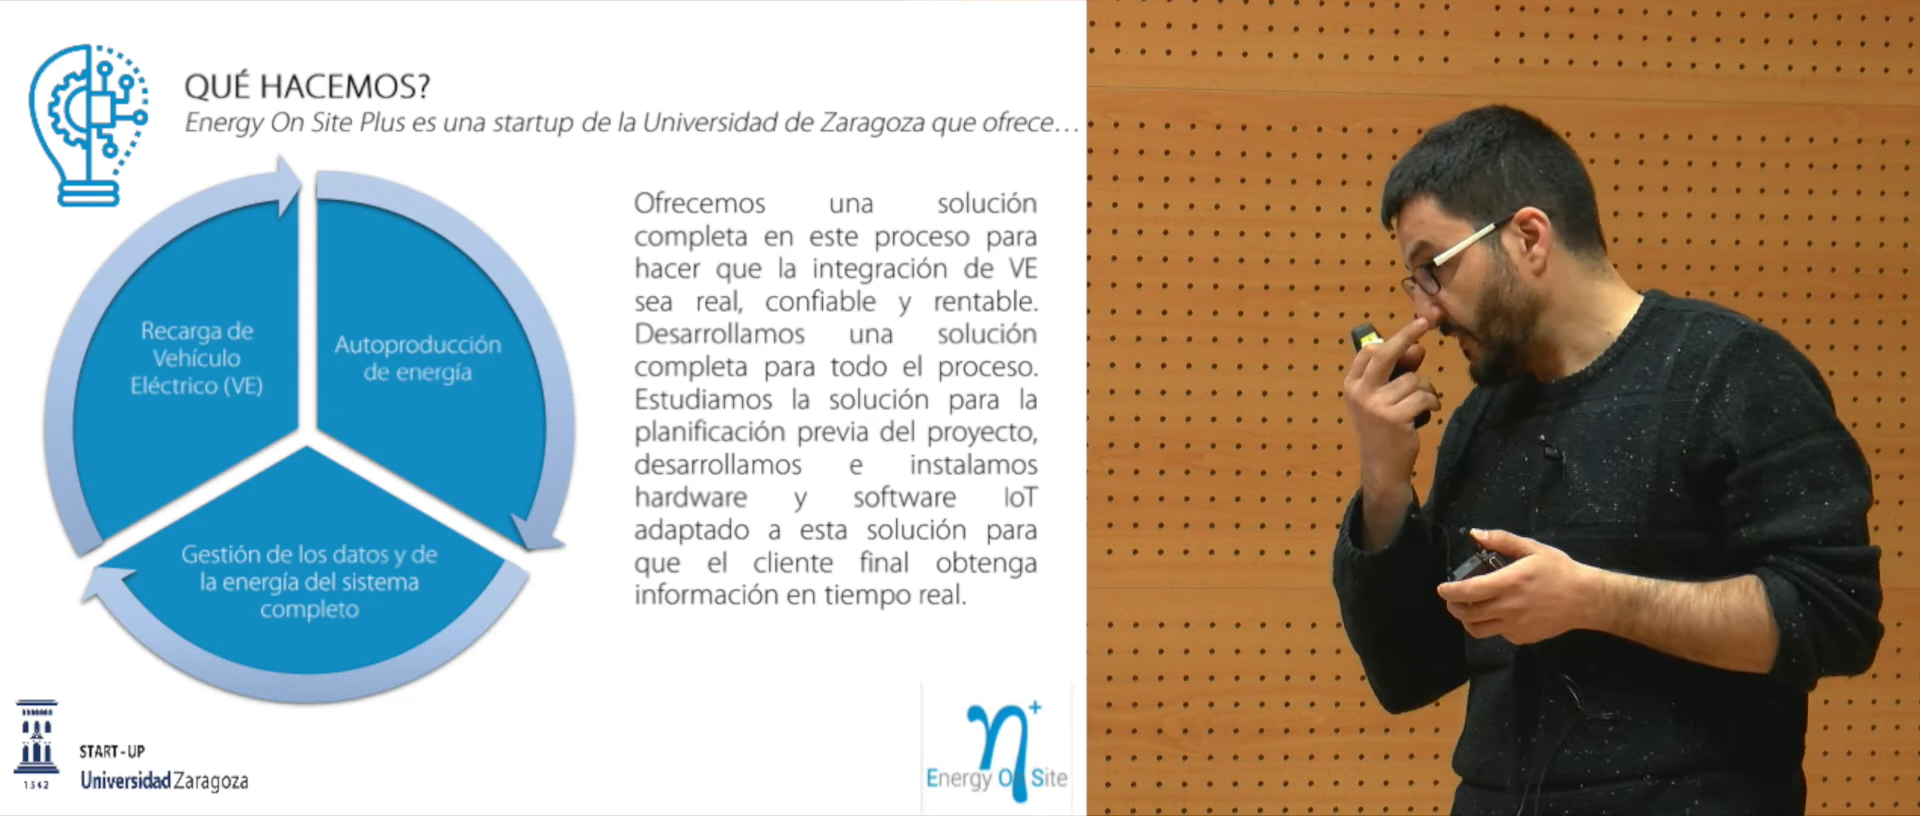 QUÉ HACEMOS?
Energy On Site Plus es una startup de la Universidad de Zaragoza que ofrece...
Recarga de
Vehículo
Eléctrico (VE)
Autoproducción
de energía
Gestión de los datos y de
la energía del sistema
completo
Ofrecemos una solución
completa en este proceso para
hacer que la integración de VE
sea real, confiable y rentable.
Desarrollamos una solución
completa para todo el proceso.
Estudiamos la solución para la
planificación previa del proyecto,
desarrollamos e instalamos
hardware y software IoT
adaptado a esta solución para
que el cliente final obtenga
información en tiempo real.
1542
START-UP
Universidad Zaragoza
η+
Energy On Site